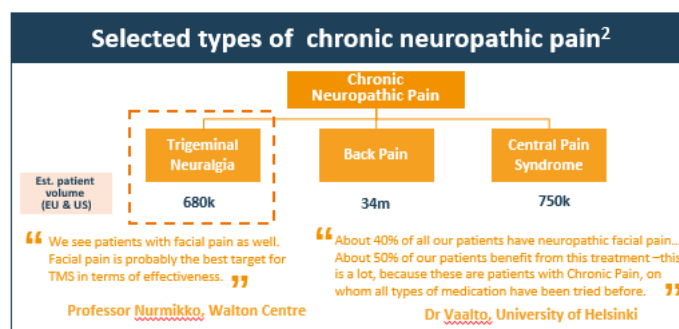 Selected types of chronic neuropathic pain2
Chronic
Neuropathic Pain
Trigeminal
Neuralgia
Back Pain
Central Pain
Syndrome
Est. patient
volume
(EU & US)
680k
34m
750k
“ We see patients with facial pain as well.
Facial pain is probably the best target for
TMS in terms of effectiveness. ”
Professor Nurmikko, Walton Centre
“ About 40% of all our patients have neuropathic facial pain…
About 50% of our patients benefit from this treatment –this
is a lot, because these are patients with Chronic Pain, on
whom all types of medication have been tried before. ”
Dr Vaalto, University of Helsinki